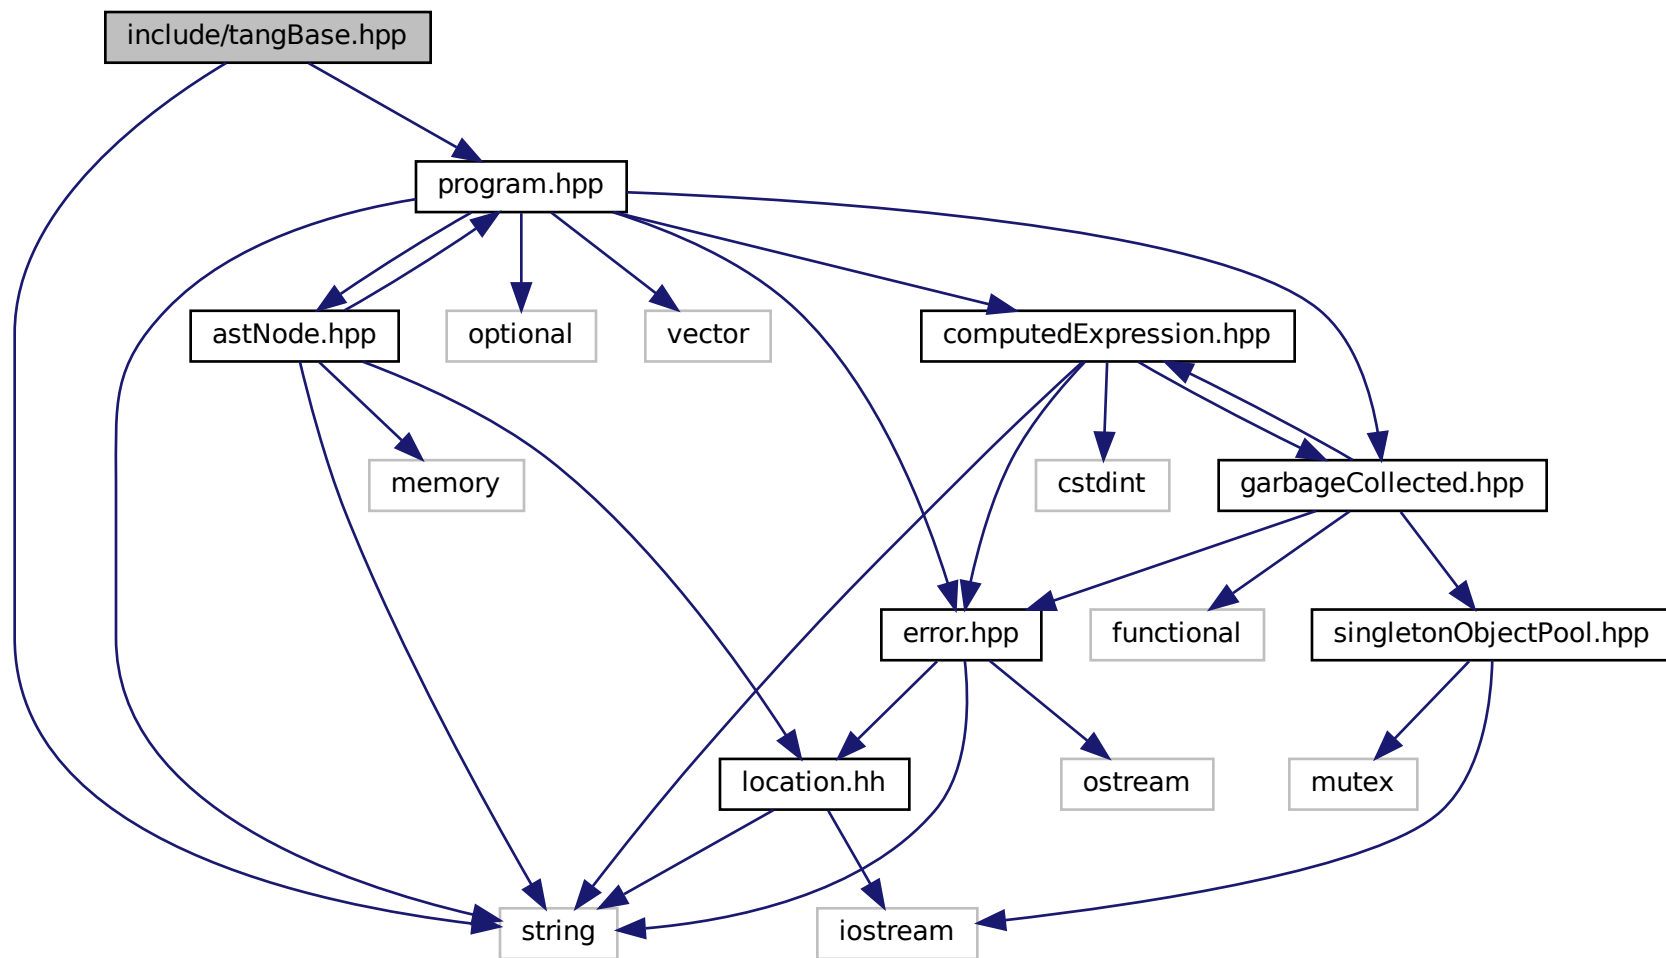 include/tangBase.hpp
program.hpp
astNode.hpp
optional
vector
computedExpression.hpp
memory
cstdint
garbageCollected.hpp
error.hpp
functional
singletonObjectPool.hpp
location.hh
ostream
mutex
string
iostream